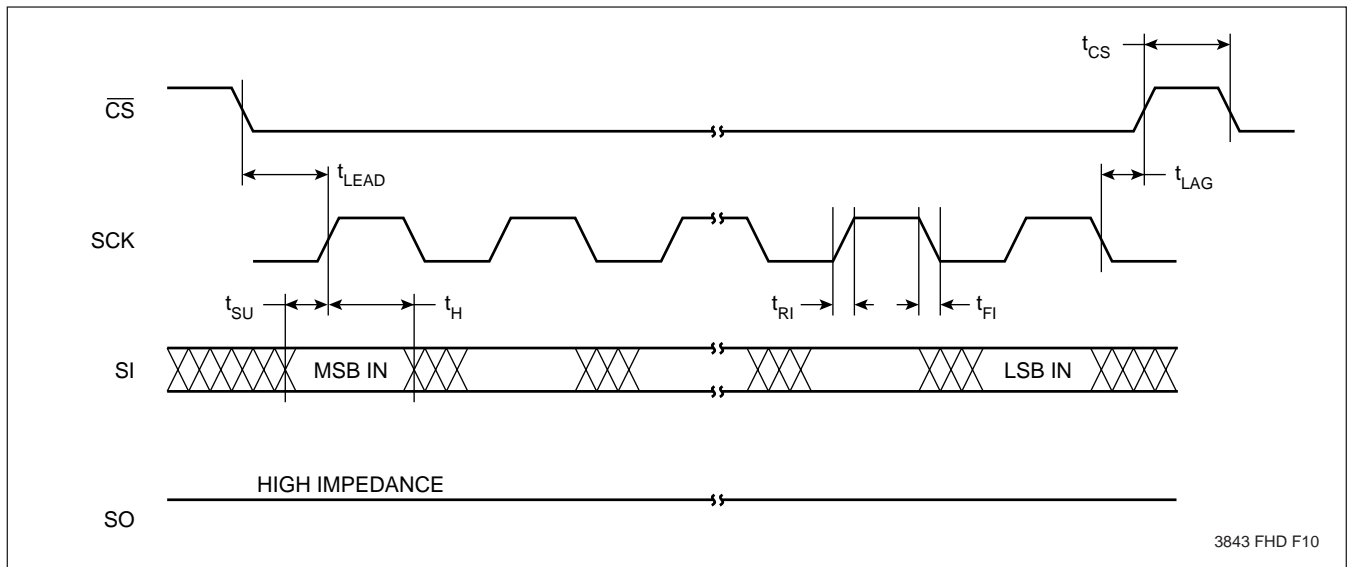 tCS
CS
tLEAD
tLAG
SCK
tSU
tH
tRI
tFI
SI
MSB IN
LSB IN
HIGH IMPEDANCE
SO
3843 FHD F10